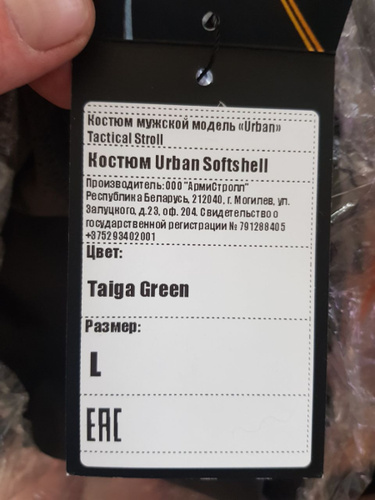 Костюм мужской модель «Urban»
Tactical Stroll
Костюм Urban Softshell
Производитель:ООО "АрмиСтролл"
Республика Беларусь, 212040, г. Могилев, ул.
Залуцкого, д.23, оф. 204. Свидетельство о
государственной регистрации № 791288405
+375293402001
Цвет:
Taiga Green
Размер:
L
EAC